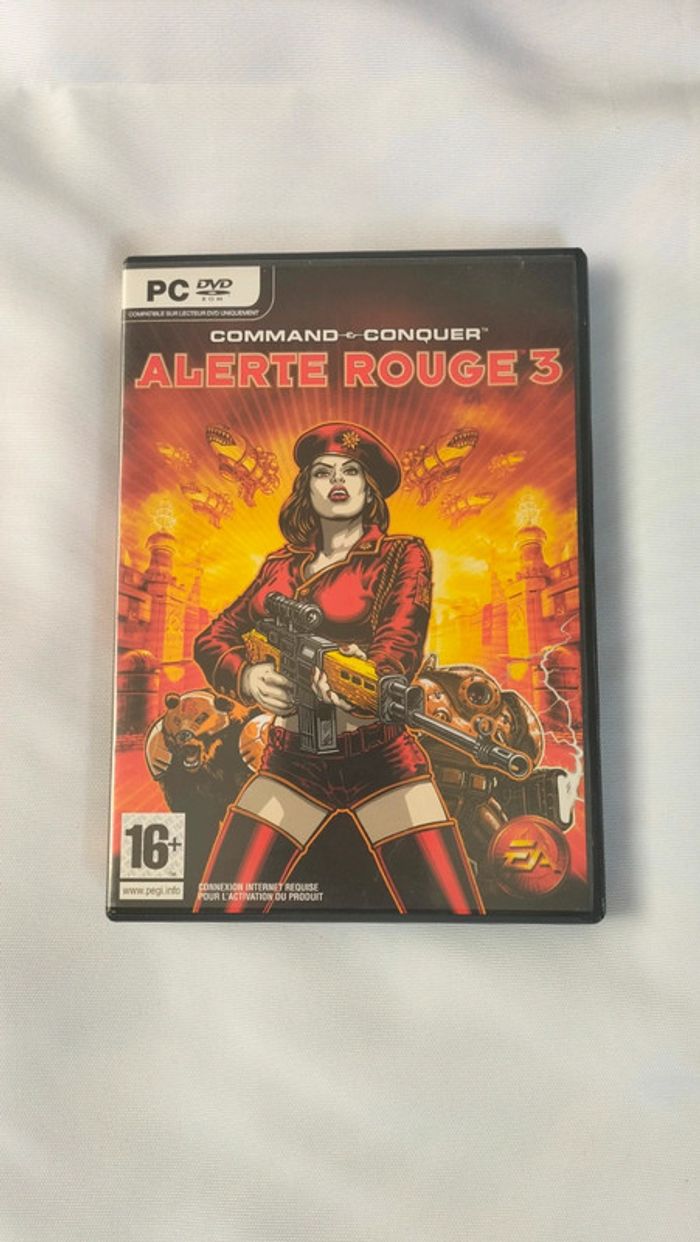 PC DVD
ROM
COMPATIBLE SUR LECTEUR DVD UNIQUEMENT
COMMAND & CONQUER™
ALERTE ROUGE 3
16+
www.pegi.info
CONNEXION INTERNET REQUISE
POUR L'ACTIVATION DU PRODUIT
EA